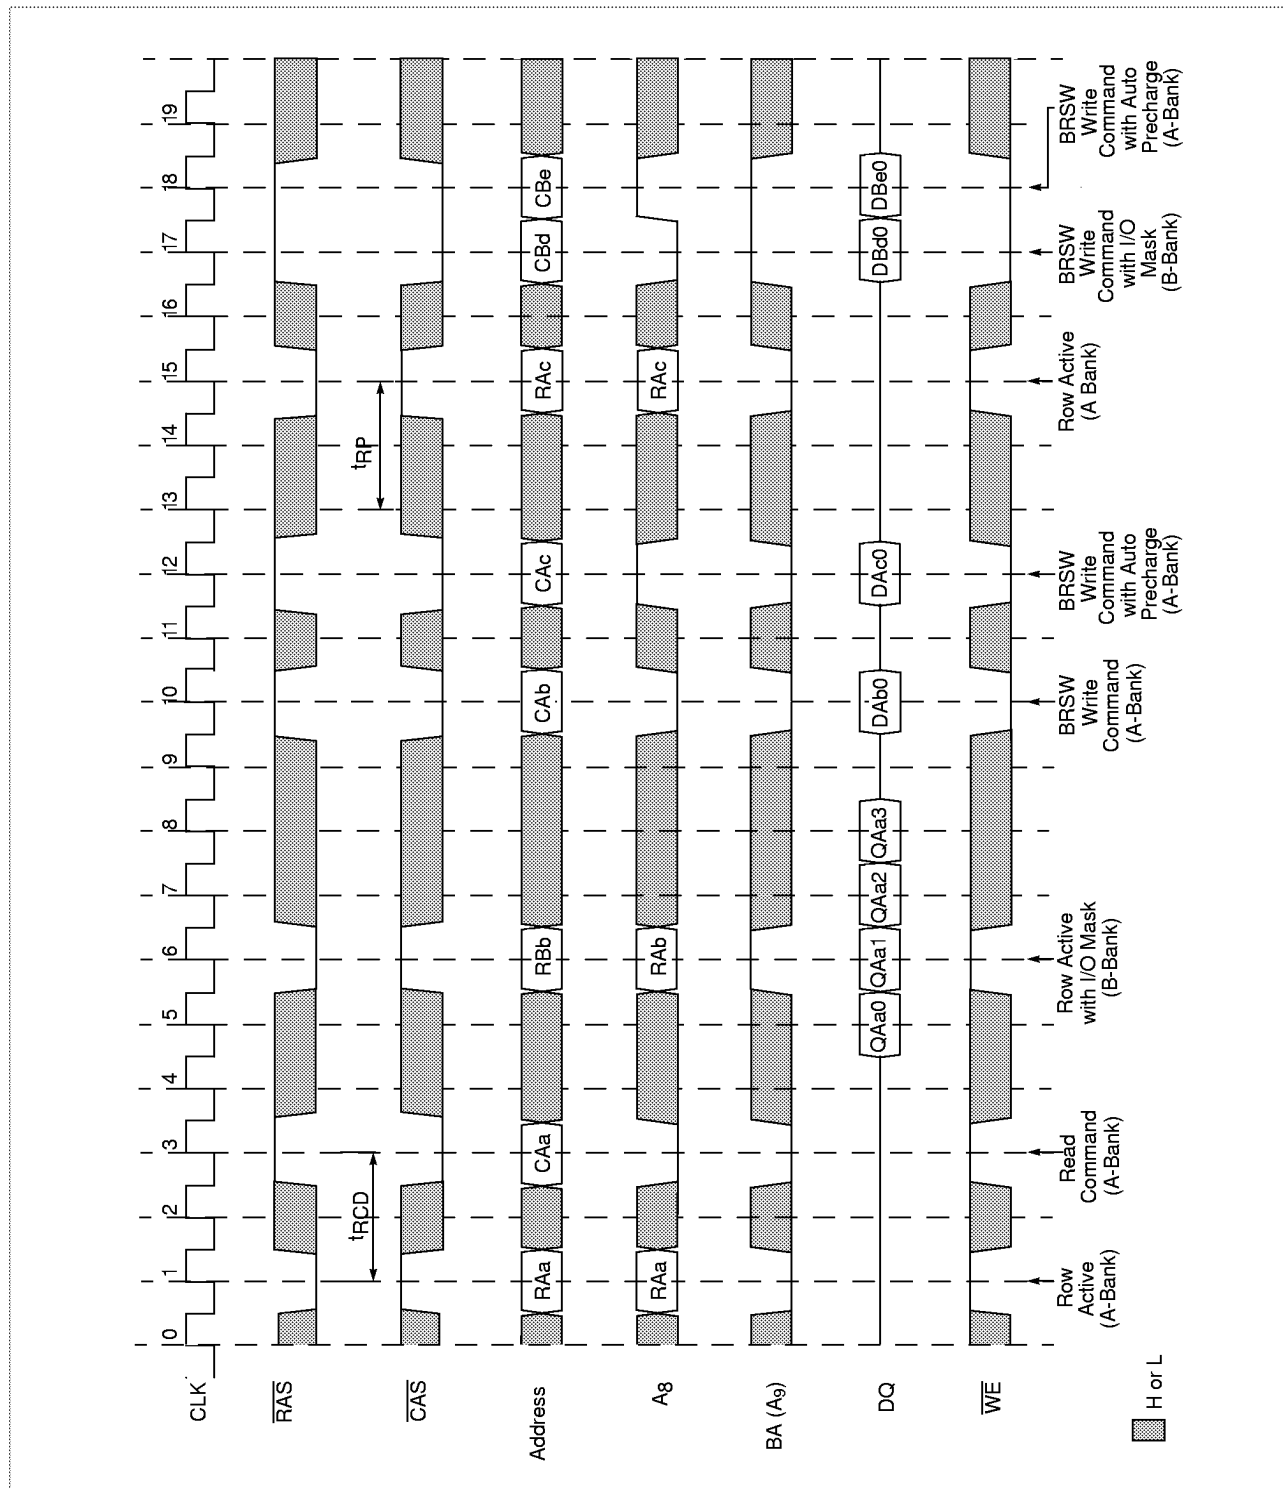 CLK 0 1 2 3 4 5 6 7 8 9 10 11 12 13 14 15 16 17 18 19
RAS
tRCD tRP
CAS
Address RAa CAa RBb CAb CAc RAc CBd CBe
A8 RAa RAb RAc
BA (A9)
DQ QAa0 QAa1 QAa2 QAa3 DAb0 DAc0 DBd0 DBe0
WE
Row
Active
(A-Bank)
Read
Command
(A-Bank)
Row Active
with I/O Mask
(B-Bank)
BRSW
Write
Command
(A-Bank)
BRSW
Write
Command
with Auto
Precharge
(A-Bank)
Row Active
(A Bank)
BRSW
Write
Command
with I/O
Mask
(B-Bank)
BRSW
Write
Command
with Auto
Precharge
(A-Bank)
H or L